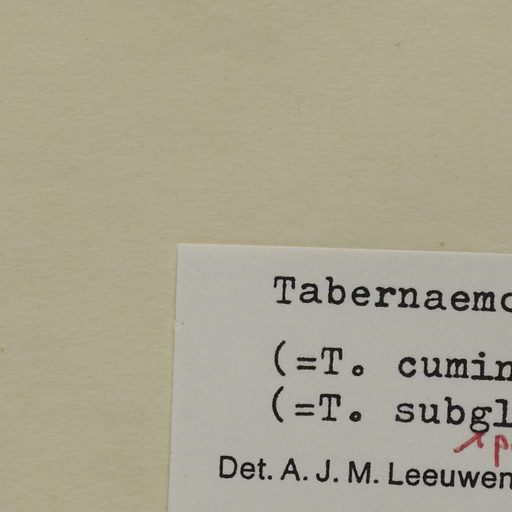 Tabernaemo
(=T. cumin
(=T. subgl
p
Det. A. J. M. Leeuwen